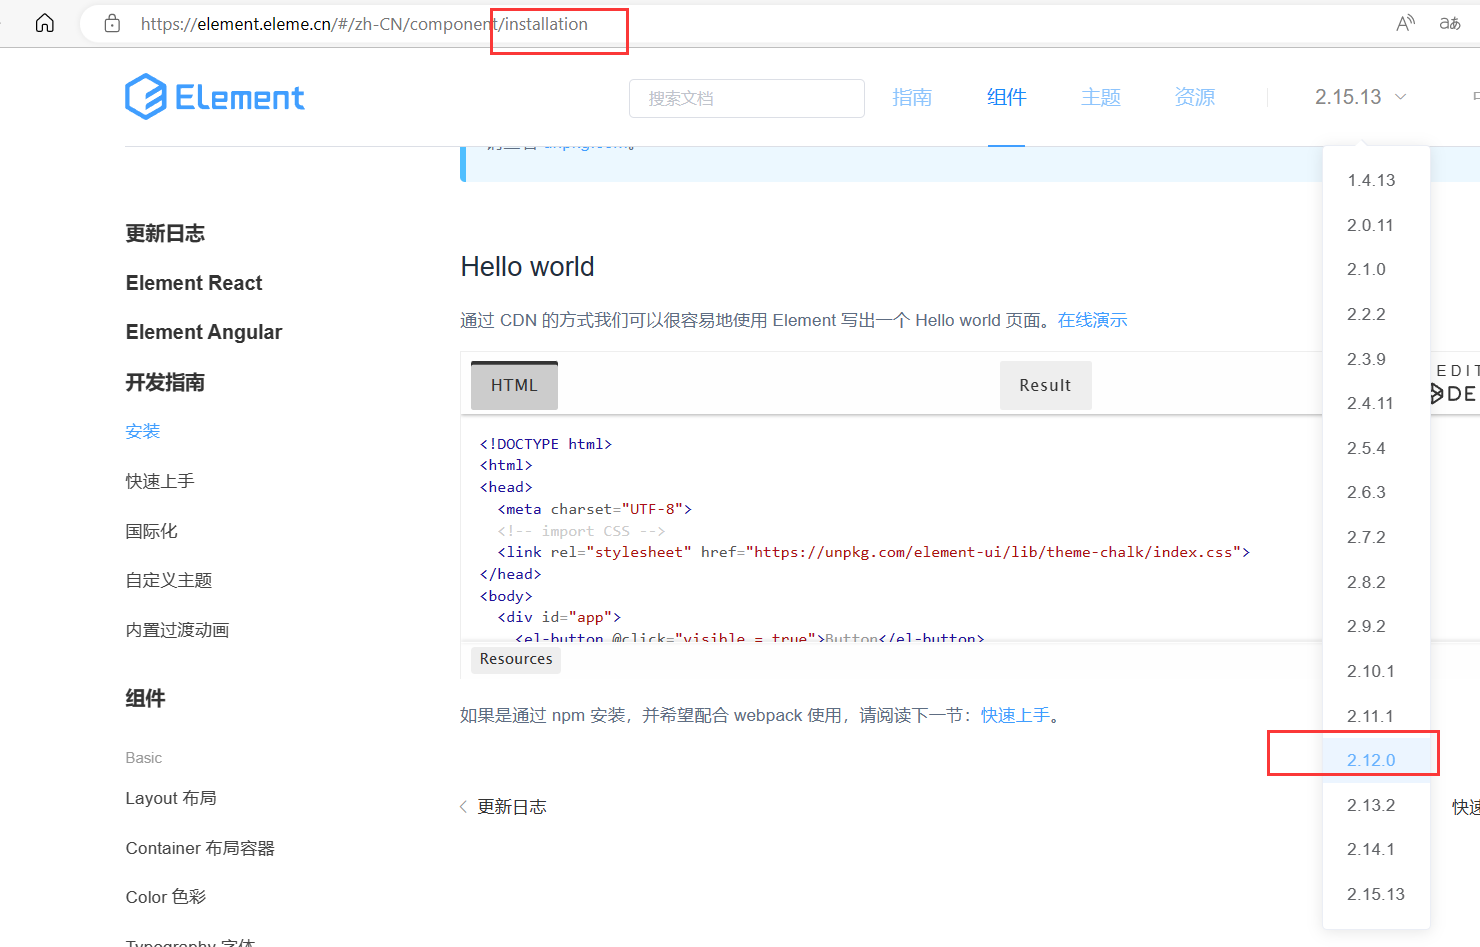 https://element.eleme.cn/#/zh-CN/component/installation
Element
搜索文档
指南
组件
主题
资源
2.15.13
1.4.13
2.0.11
2.1.0
2.2.2
2.3.9
2.4.11
2.5.4
2.6.3
2.7.2
2.8.2
2.9.2
2.10.1
2.11.1
2.12.0
2.13.2
2.14.1
2.15.13
更新日志
Element React
Element Angular
开发指南
安装
快速上手
国际化
自定义主题
内置过渡动画
组件
Basic
Layout 布局
Container 布局容器
Color 色彩
Typography 字体
unpkg.com。
Hello world
通过 CDN 的方式我们可以很容易地使用 Element 写出一个 Hello world 页面。在线演示
HTML
Result
EDIT
DE
<!DOCTYPE html>
<html>
<head>
  <meta charset="UTF-8">
  <!-- import CSS -->
  <link rel="stylesheet" href="https://unpkg.com/element-ui/lib/theme-chalk/index.css">
</head>
<body>
  <div id="app">
    <el-button @click="visible = true">Button</el-button>
Resources
如果是通过 npm 安装，并希望配合 webpack 使用，请阅读下一节：快速上手。
更新日志
快速